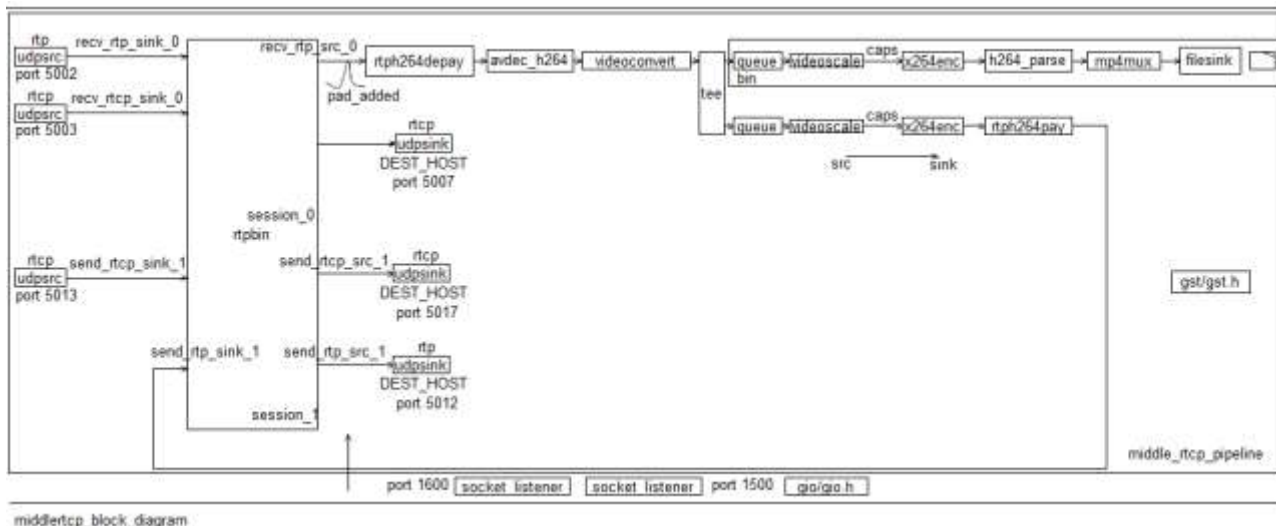 rtp
recv_rtp_sink_0
udpsrc
port 5002
rtcp
recv_rtcp_sink_0
udpsrc
port 5003
rtcp
send_rtcp_sink_1
udpsrc
port 5013
send_rtp_sink_1
recv_rtp_src_0
pad_added
session_0
rtpbin
send_rtcp_src_1
send_rtp_src_1
session_1
rtph264depay
avdec_h264
videoconvert
tee
queue
videoscale
caps
x264enc
h264_parse
mp4mux
filesink
bin
queue
videoscale
caps
x264enc
rtph264pay
src
sink
rtcp
udpsink
DEST_HOST
port 5007
rtcp
udpsink
DEST_HOST
port 5017
rtp
udpsink
DEST_HOST
port 5012
gst/gst.h
middle_rtcp_pipeline
port 1600
socket_listener
socket_listener
port 1500
gio/gio.h
middlertcp_block_diagram